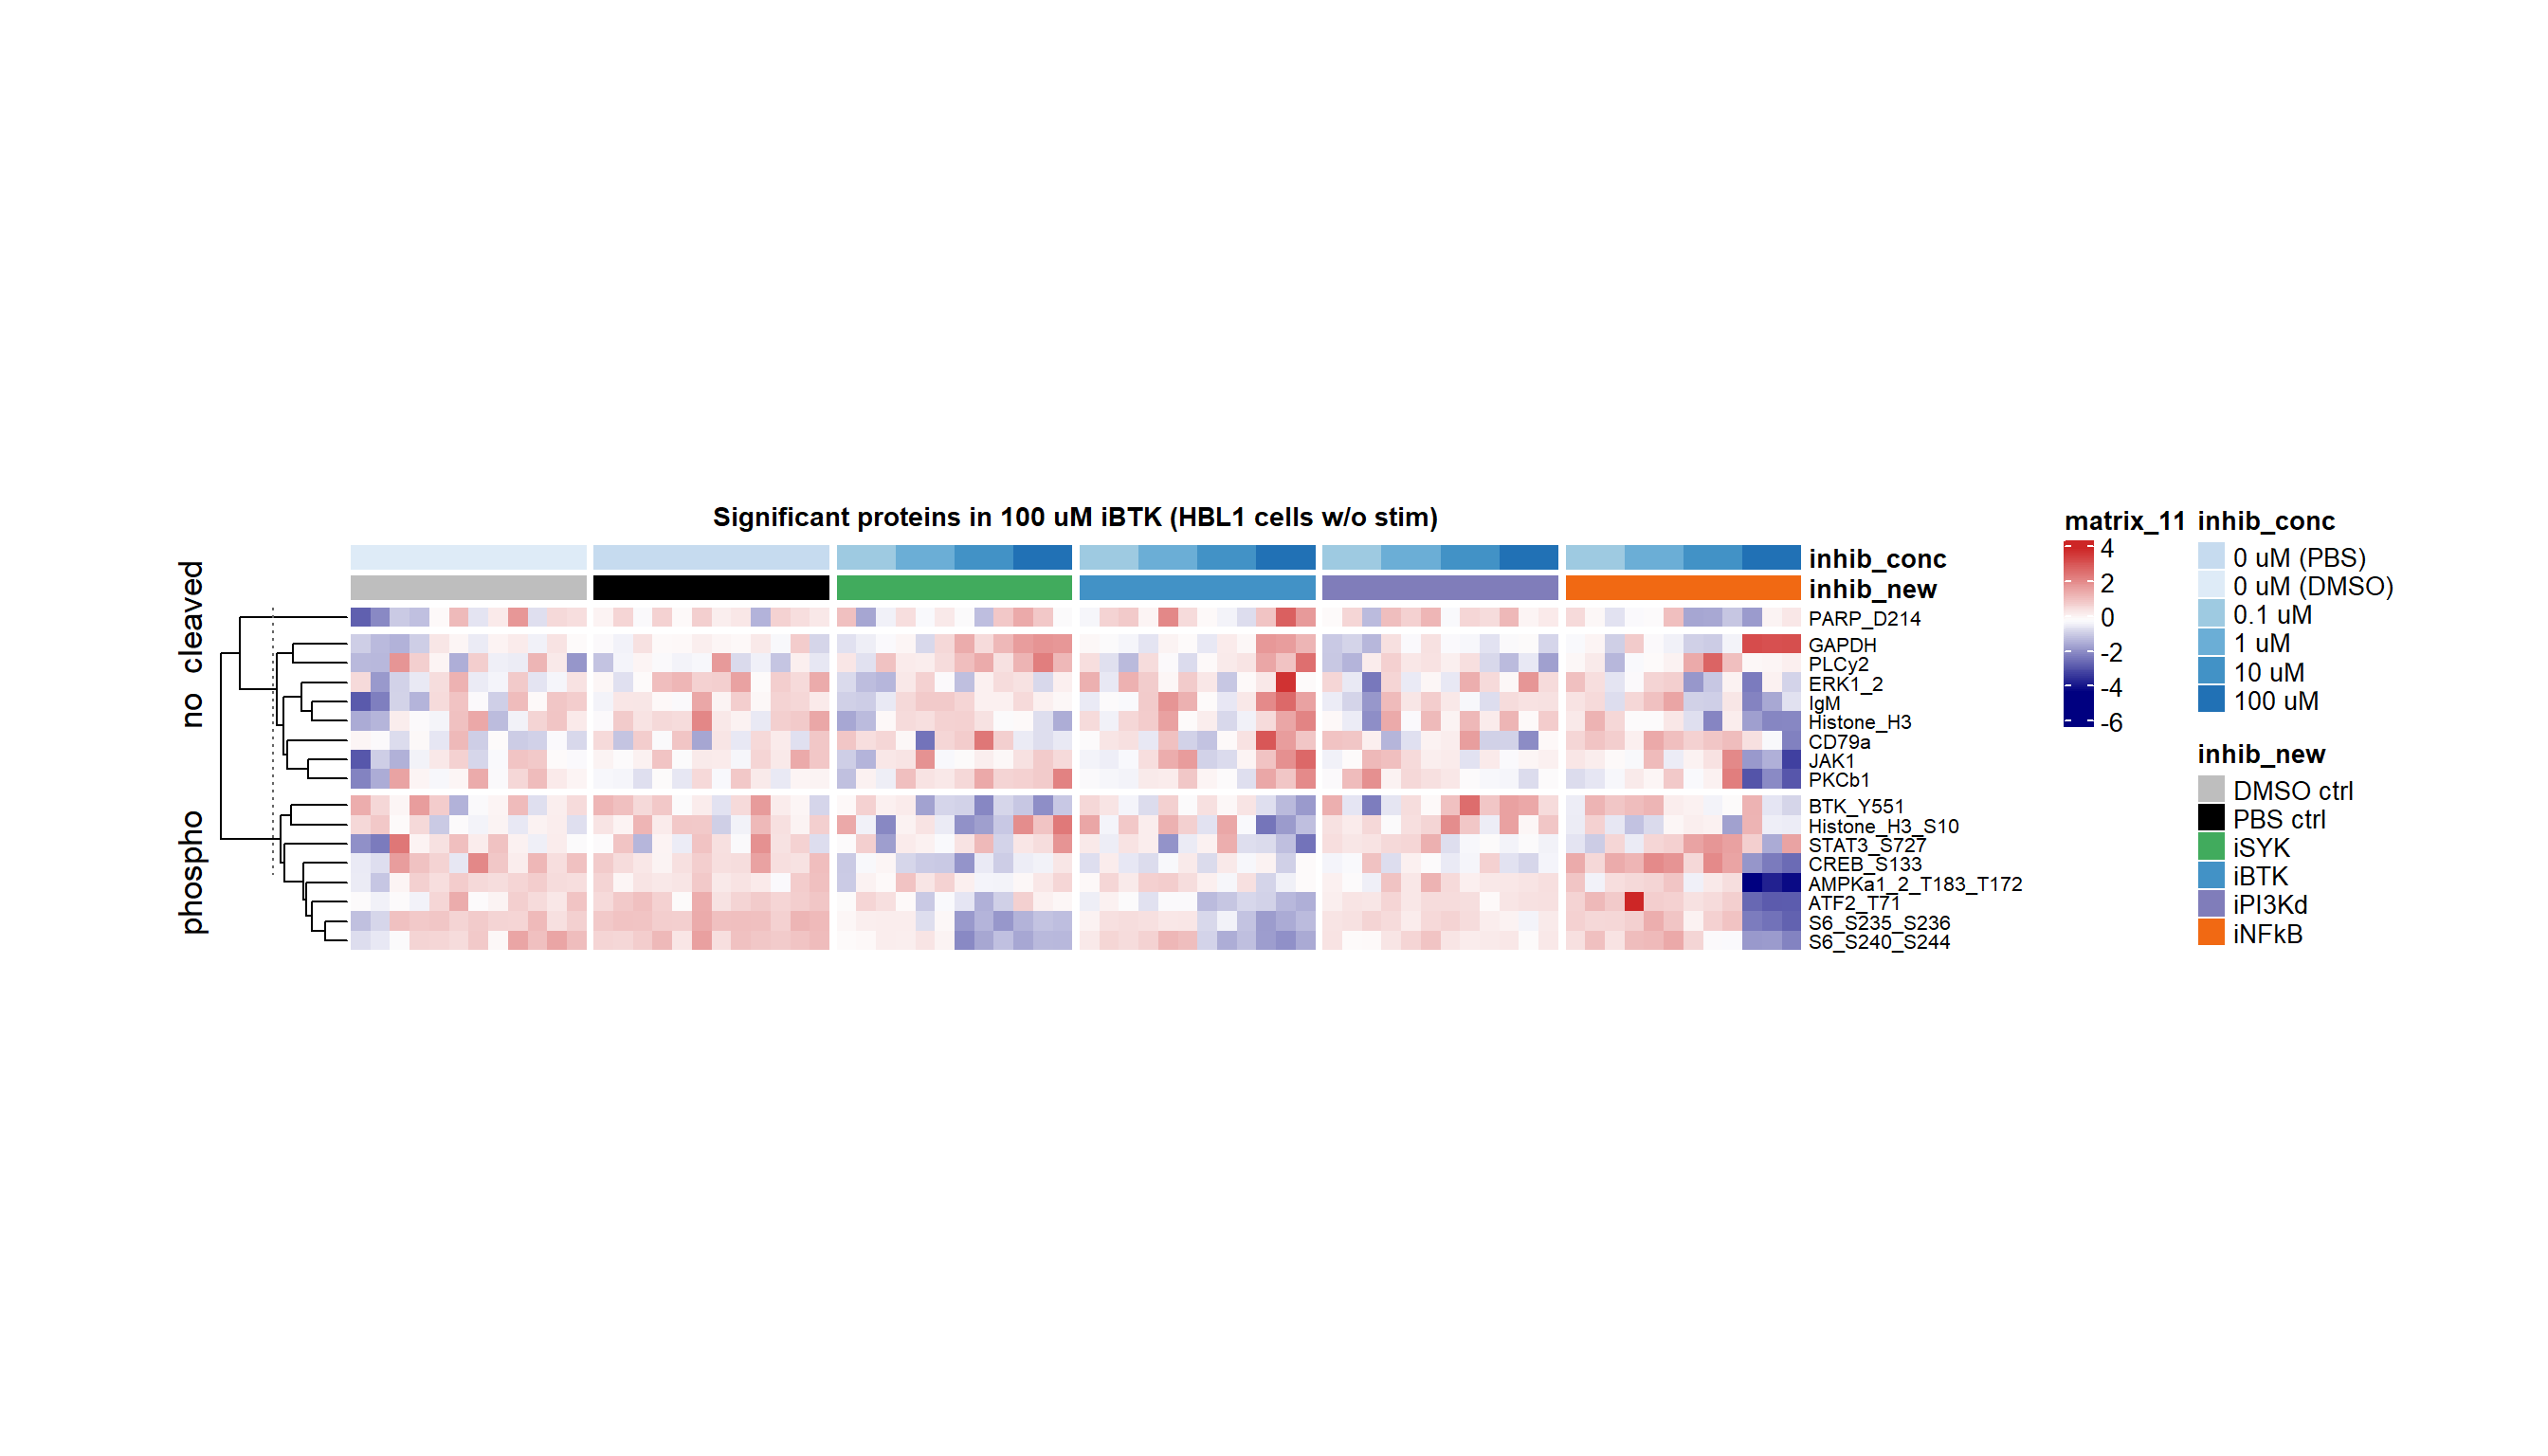 Significant proteins in 100 uM iBTK (HBL1 cells w/o stim)
inhib_conc
inhib_new
cleaved
no
phospho
PARP_D214
GAPDH
PLCy2
ERK1_2
IgM
Histone_H3
CD79a
JAK1
PKCb1
BTK_Y551
Histone_H3_S10
STAT3_S727
CREB_S133
AMPKa1_2_T183_T172
ATF2_T71
S6_S235_S236
S6_S240_S244
matrix_11
4
2
0
-2
-4
-6
inhib_conc
0 uM (PBS)
0 uM (DMSO)
0.1 uM
1 uM
10 uM
100 uM
inhib_new
DMSO ctrl
PBS ctrl
iSYK
iBTK
iPI3Kd
iNFkB